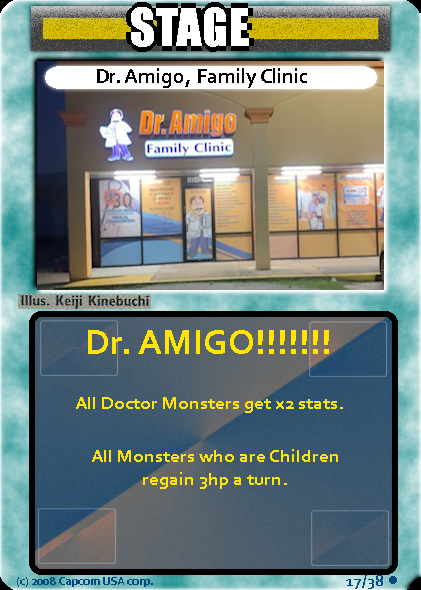 STAGE
Dr. Amigo, Family Clinic
Dr. Amigo
Family Clinic
$30
Illus. Keiji Kinebuchi
Dr. AMIGO!!!!!!!
All Doctor Monsters get x2 stats.
All Monsters who are Children
regain 3hp a turn.
(c) 2008 Capcom USA corp.
17/38